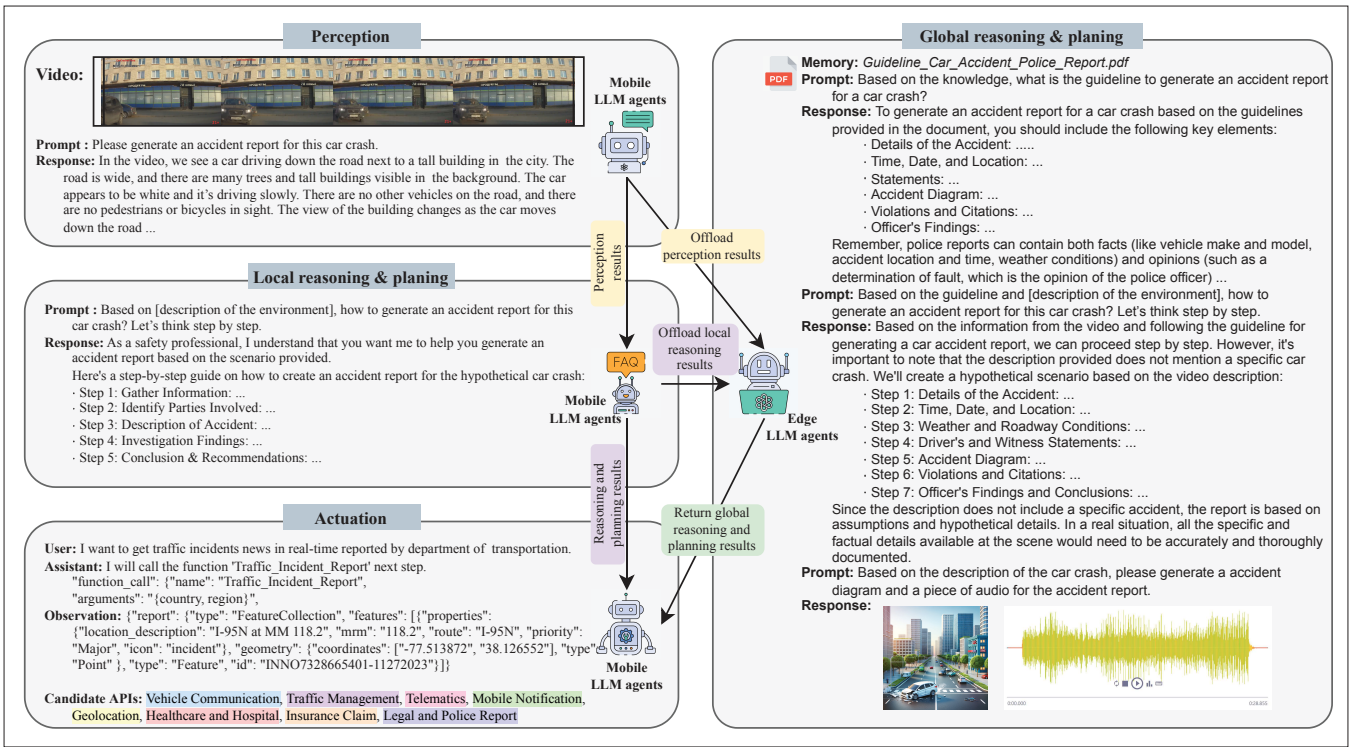 Perception
Video:
Mobile
LLM agents
Prompt : Please generate an accident report for this car crash.
Response: In the video, we see a car driving down the road next to a tall building in the city. The
road is wide, and there are many trees and tall buildings visible in the background. The car
appears to be white and it's driving slowly. There are no other vehicles on the road, and there
are no pedestrians or bicycles in sight. The view of the building changes as the car moves
down the road ...
Perception
results
Offload
perception results
Local reasoning & planing
Prompt : Based on [description of the environment], how to generate an accident report for this
car crash? Let's think step by step.
Response: As a safety professional, I understand that you want me to help you generate an
accident report based on the scenario provided.
Here's a step-by-step guide on how to create an accident report for the hypothetical car crash:
· Step 1: Gather Information: ...
· Step 2: Identify Parties Involved: ...
· Step 3: Description of Accident: ...
· Step 4: Investigation Findings: ...
· Step 5: Conclusion & Recommendations: ...
FAQ
Mobile
LLM agents
Offload local
reasoning
results
Edge
LLM agents
Reasoning and
planning results
Return global
reasoning and
planning results
Actuation
User: I want to get traffic incidents news in real-time reported by department of transportation.
Assistant: I will call the function 'Traffic_Incident_Report' next step.
"function_call": {"name": "Traffic_Incident_Report",
"arguments": "{country, region}",
Observation: {"report": {"type": "FeatureCollection", "features": [{"properties":
{"location_description": "I-95N at MM 118.2", "mrm": "118.2", "route": "I-95N", "priority":
"Major", "icon": "incident"}, "geometry": {"coordinates": ["-77.513872", "38.126552"], "type"
"Point" }, "type": "Feature", "id": "INNO7328665401-11272023"}]}
Mobile
LLM agents
Candidate APIs: Vehicle Communication, Traffic Management, Telematics, Mobile Notification,
Geolocation, Healthcare and Hospital, Insurance Claim, Legal and Police Report
Global reasoning & planing
PDF
Memory: Guideline_Car_Accident_Police_Report.pdf
Prompt: Based on the knowledge, what is the guideline to generate an accident report
for a car crash?
Response: To generate an accident report for a car crash based on the guidelines
provided in the document, you should include the following key elements:
· Details of the Accident: .....
· Time, Date, and Location: ...
· Statements: ...
· Accident Diagram: ...
· Violations and Citations: ...
· Officer's Findings: ...
Remember, police reports can contain both facts (like vehicle make and model,
accident location and time, weather conditions) and opinions (such as a
determination of fault, which is the opinion of the police officer) ...
Prompt: Based on the guideline and [description of the environment], how to
generate an accident report for this car crash? Let's think step by step.
Response: Based on the information from the video and following the guideline for
generating a car accident report, we can proceed step by step. However, it's
important to note that the description provided does not mention a specific car
crash. We'll create a hypothetical scenario based on the video description:
· Step 1: Details of the Accident: ...
· Step 2: Time, Date, and Location: ...
· Step 3: Weather and Roadway Conditions: ...
· Step 4: Driver's and Witness Statements: ...
· Step 5: Accident Diagram: ...
· Step 6: Violations and Citations: ...
· Step 7: Officer's Findings and Conclusions: ...
Since the description does not include a specific accident, the report is based on
assumptions and hypothetical details. In a real situation, all the specific and
factual details available at the scene would need to be accurately and thoroughly
documented.
Prompt: Based on the description of the car crash, please generate a accident
diagram and a piece of audio for the accident report.
Response: